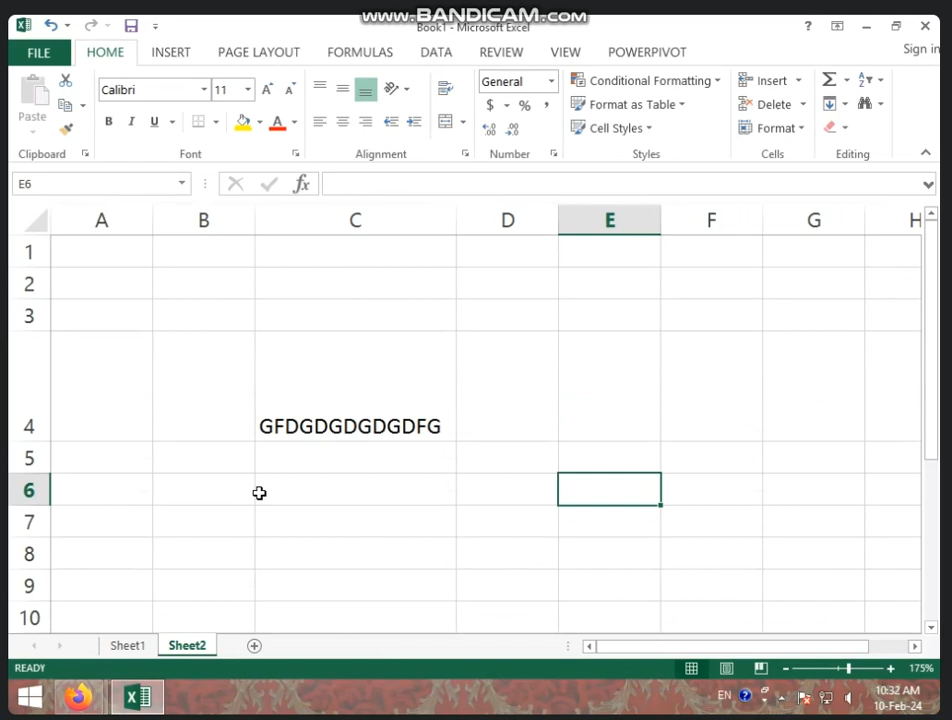 www.BANDICAM.com
Book1 - Microsoft Excel
FILE HOME INSERT PAGE LAYOUT FORMULAS DATA REVIEW VIEW POWERPIVOT Sign in
Calibri 11 General Conditional Formatting Insert
Paste $ % , Format as Table Delete
B I U A Cell Styles Format
Clipboard Font Alignment Number Styles Cells Editing
E6 fx
A B C D E F G H
1
2
3
4 GFDGDGDGDGDFG
5
6
7
8
9
10
Sheet1 Sheet2
READY 175%
EN 10:32 AM
10-Feb-24